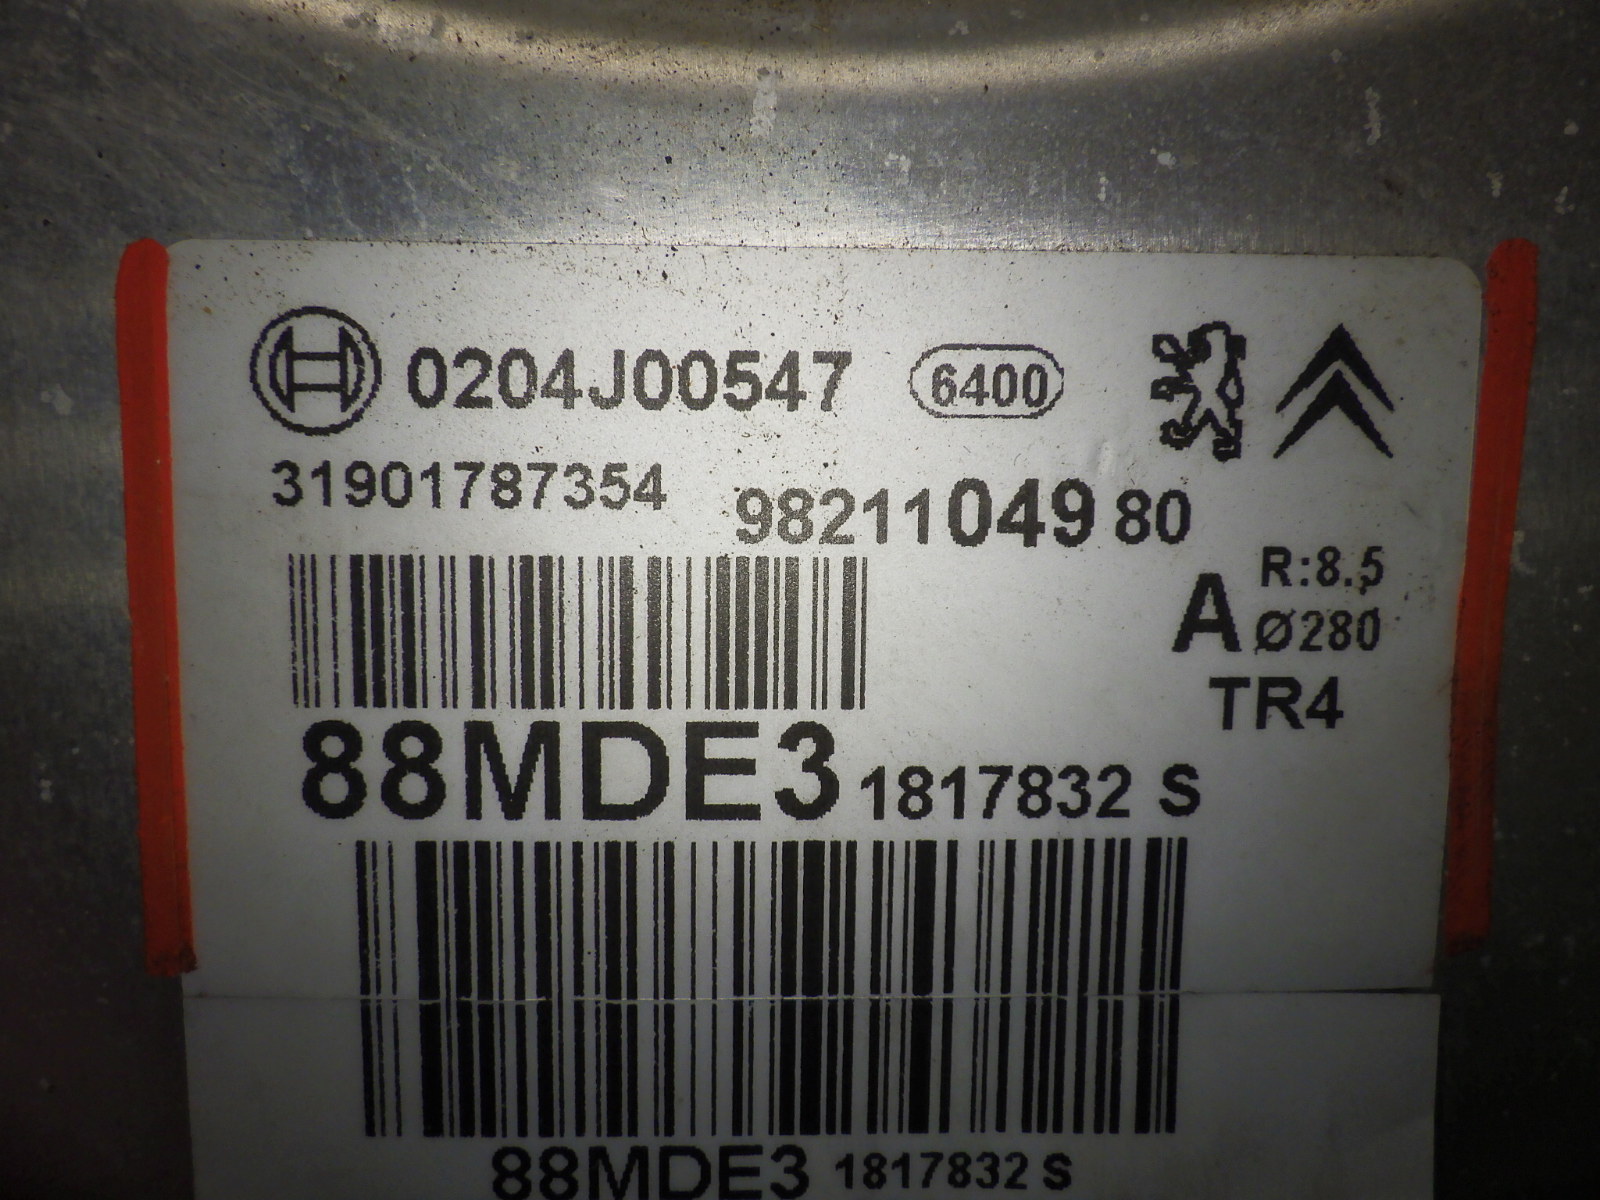 0204J00547 6400
31901787354 98211049 80
R:8.5
A Ø280
TR4
88MDE3 1817832 S
88MDE3 1817832 S